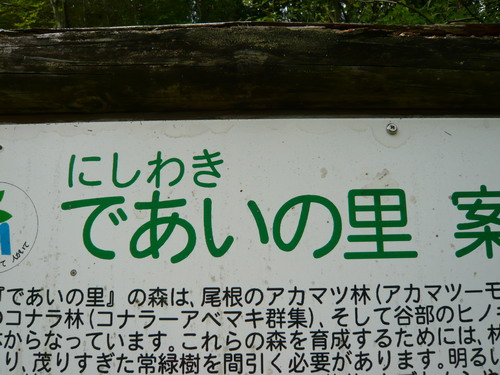 にしわき
であいの里 案
『であいの里』の森は、尾根のアカマツ林(アカマツーモ
のコナラ林(コナラーアベマキ群集)、そして谷部のヒノキ
からなっています。これらの森を育成するためには、林
り、茂りすぎた常緑樹を間引く必要があります。明るい